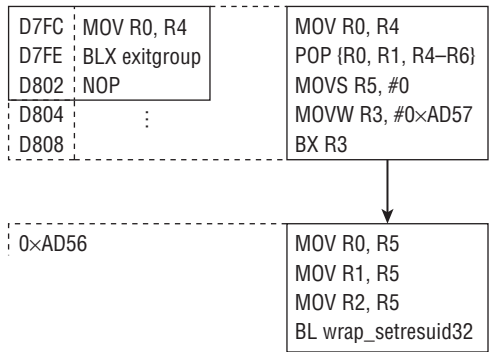 D7FC MOV R0, R4
D7FE BLX exitgroup
D802 NOP
D804 ⋮
D808
MOV R0, R4
POP {R0, R1, R4–R6}
MOVS R5, #0
MOVW R3, #0×AD57
BX R3
0×AD56
MOV R0, R5
MOV R1, R5
MOV R2, R5
BL wrap_setresuid32